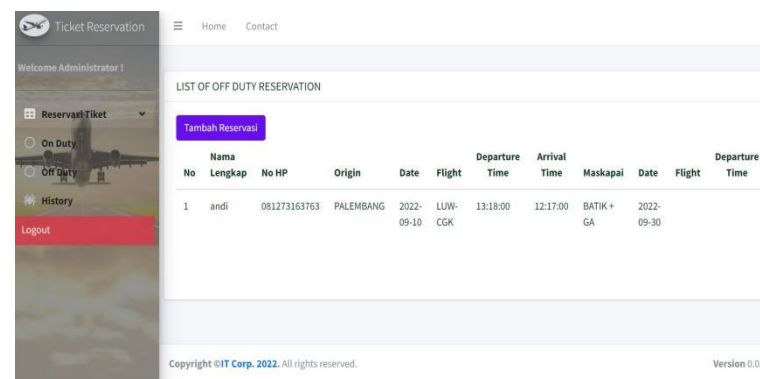 Ticket Reservation
Home Contact
Welcome Administrator !
LIST OF OFF DUTY RESERVATION
Reservasi Tiket
Tambah Reservasi
On Duty
Off Duty
History
Logout
No Nama Lengkap No HP Origin Date Flight Departure Time Arrival Time Maskapai Date Flight Departure Time
1 andi 081273163763 PALEMBANG 2022-09-10 LUW-CGK 13:18:00 12:17:00 BATIK + GA 2022-09-30
Copyright ©IT Corp. 2022. All rights reserved. Version 0.0